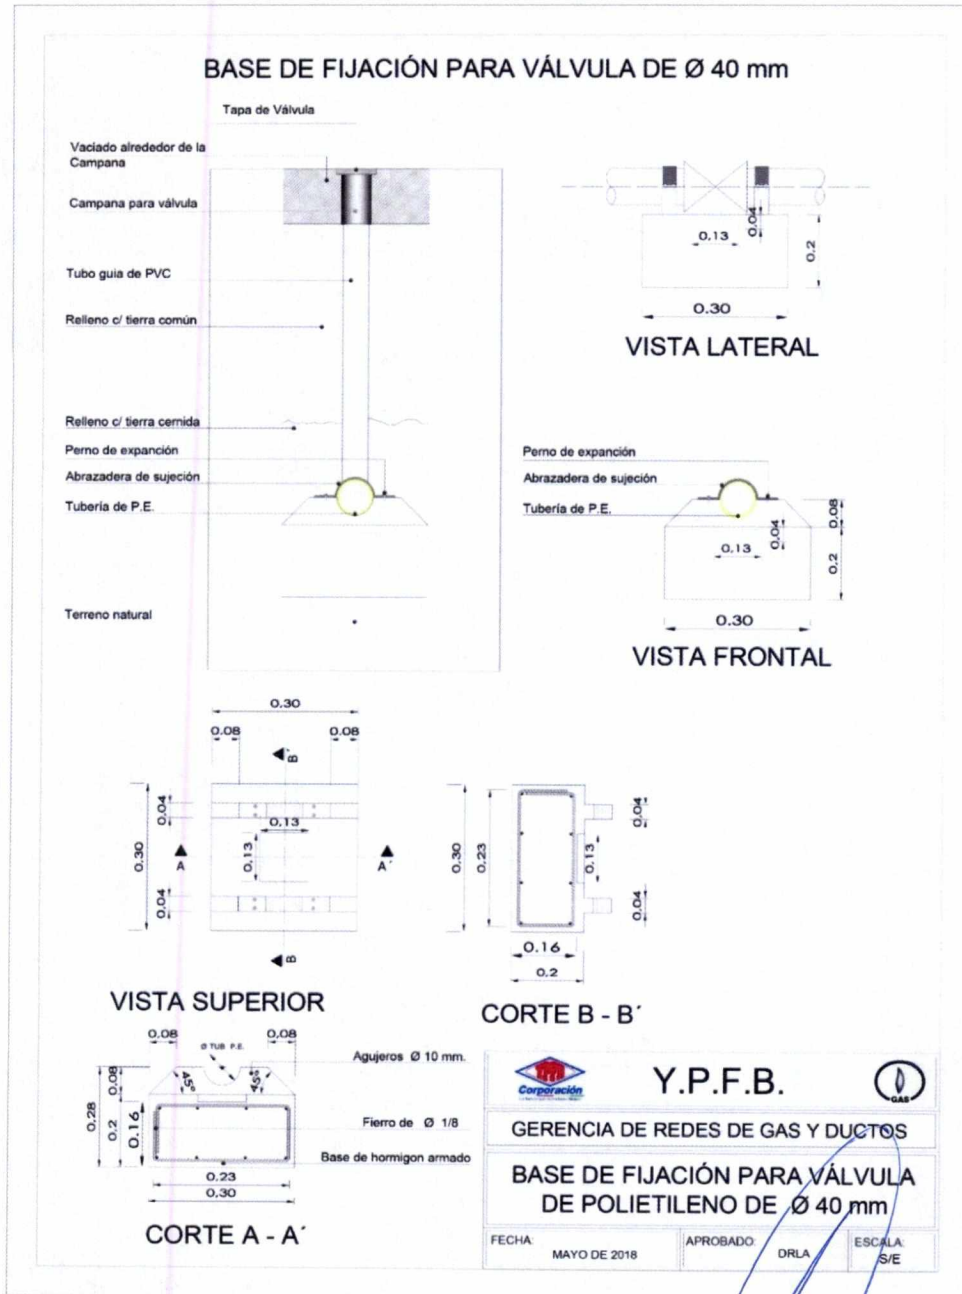 BASE DE FIJACIÓN PARA VÁLVULA DE Ø 40 mm
Tapa de Válvula
Vaciado alrededor de la
Campana
Campana para válvula
Tubo guia de PVC
Relleno c/ tierra común
Relleno c/ tierra cernida
Perno de expanción
Abrazadera de sujeción
Tubería de P.E.
Terreno natural
0,13
0,04
0,2
0.30
VISTA LATERAL
Perno de expanción
Abrazadera de sujeción
Tubería de P.E.
0,08
0,04
0,13
0,2
0.30
VISTA FRONTAL
0,30
0,08
0,08
B´
0,04
0,13
0,30
0,13
A
A´
0,04
B
VISTA SUPERIOR
0,04
0,30
0,23
0,13
0,04
0.16
0,2
CORTE B - B´
0,08
0,08
Ø TUB P.E.
Agujeros Ø 10 mm.
45°
45°
0,08
0,28
0,2
0.16
Fierro de Ø 1/8
Base de hormigon armado
0,23
0,30
CORTE A - A´
Corporación
Y.P.F.B.
GAS
GERENCIA DE REDES DE GAS Y DUCTOS
BASE DE FIJACIÓN PARA VÁLVULA
DE POLIETILENO DE Ø 40 mm
FECHA:
MAYO DE 2018
APROBADO:
DRLA
ESCALA:
S/E